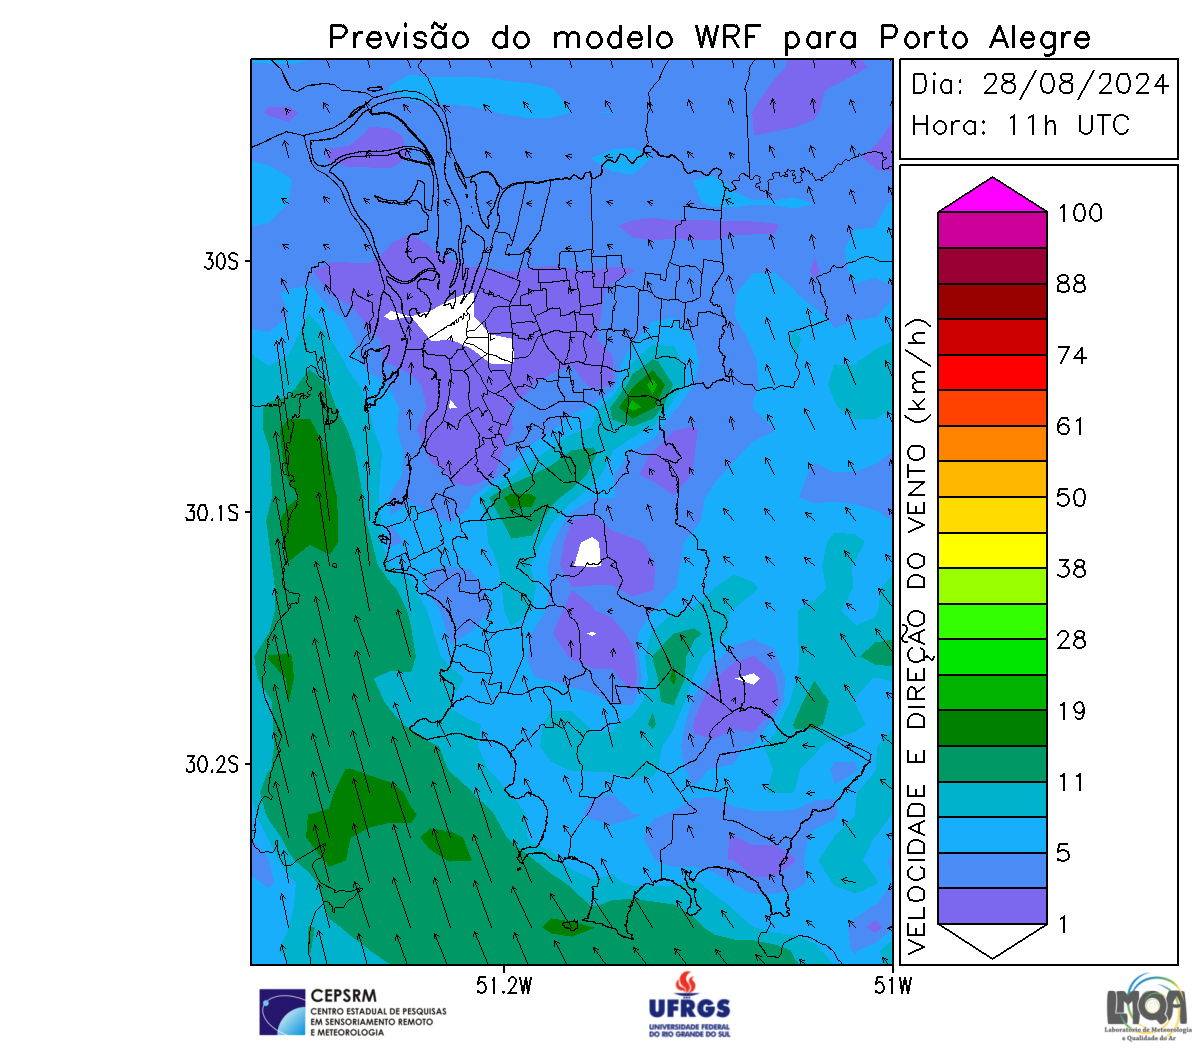 Previsão do modelo WRF para Porto Alegre
Dia: 28/08/2024
Hora: 11h UTC
30S
30.1S
30.2S
51.2W
51W
VELOCIDADE E DIREÇÃO DO VENTO (km/h)
100
88
74
61
50
38
28
19
11
5
1
CEPSRM
CENTRO ESTADUAL DE PESQUISAS
EM SENSORIAMENTO REMOTO
E METEOROLOGIA
UFRGS
UNIVERSIDADE FEDERAL
DO RIO GRANDE DO SUL
LMQA
Laboratório de Meteorologia
e Qualidade do Ar